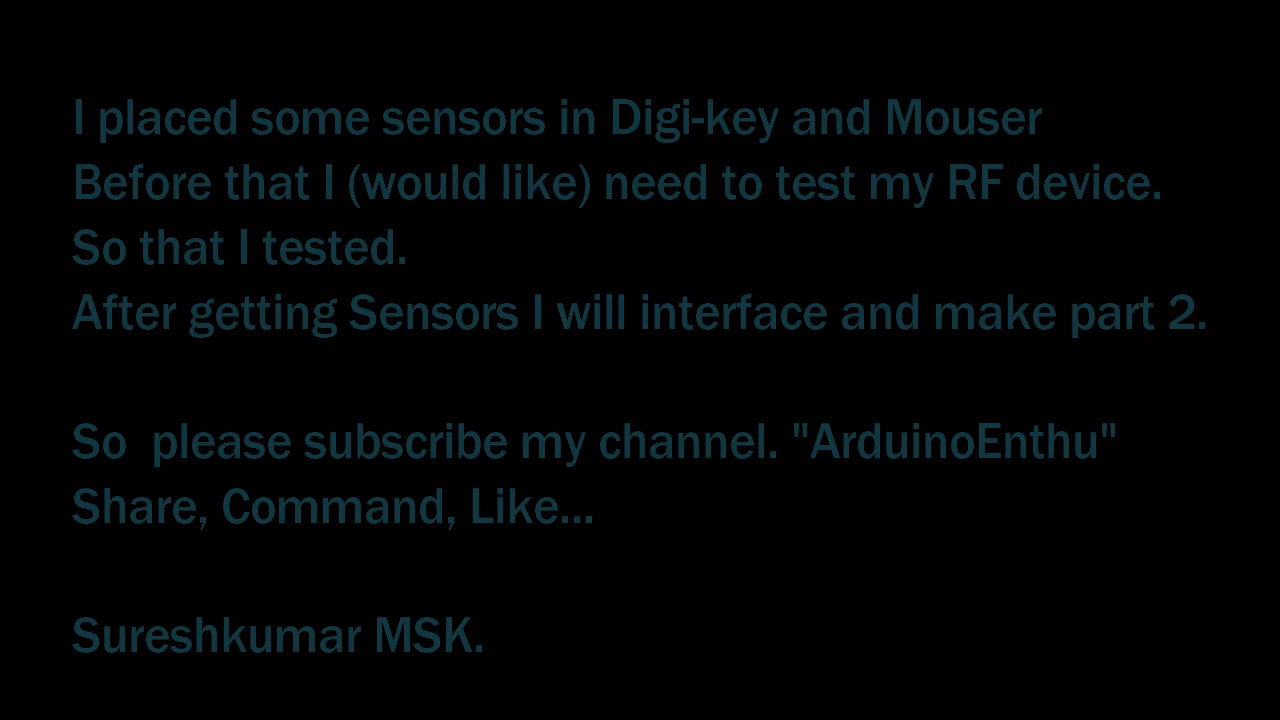 I placed some sensors in Digi-key and Mouser
Before that I (would like) need to test my RF device.
So that I tested.
After getting Sensors I will interface and make part 2.
So  please subscribe my channel. "ArduinoEnthu"
Share, Command, Like...
Sureshkumar MSK.